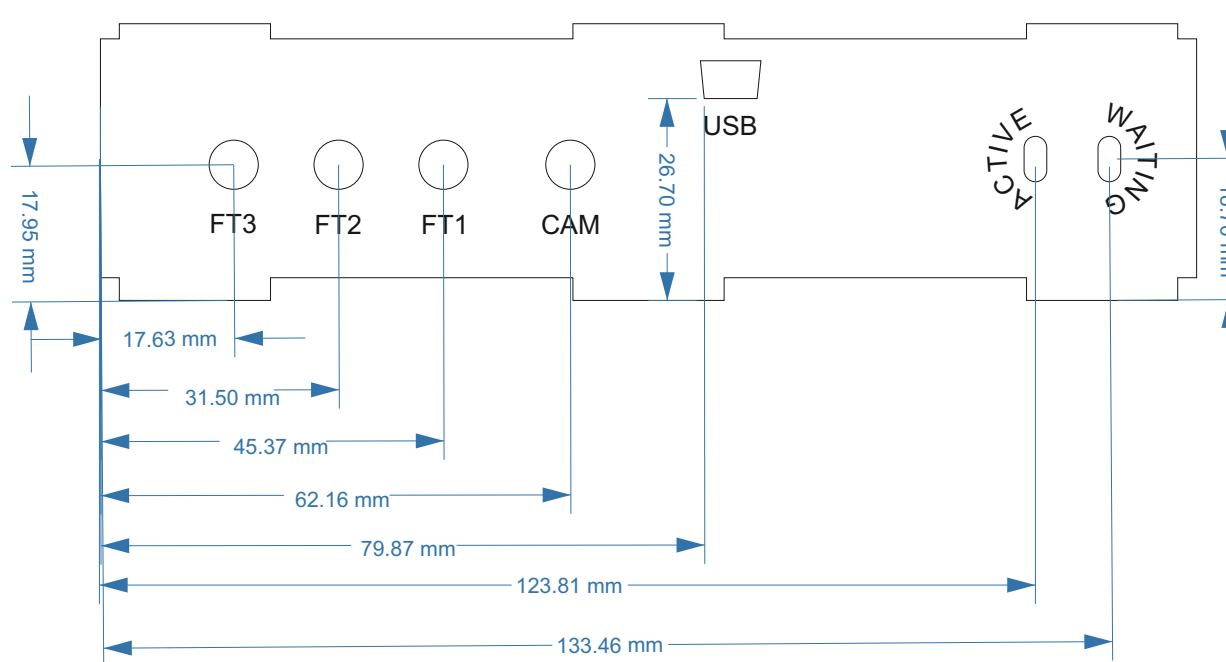 USB
ACTIVE
WAITING
FT3
FT2
FT1
CAM
17.95 mm
26.70 mm
17.63 mm
31.50 mm
45.37 mm
62.16 mm
79.87 mm
123.81 mm
133.46 mm